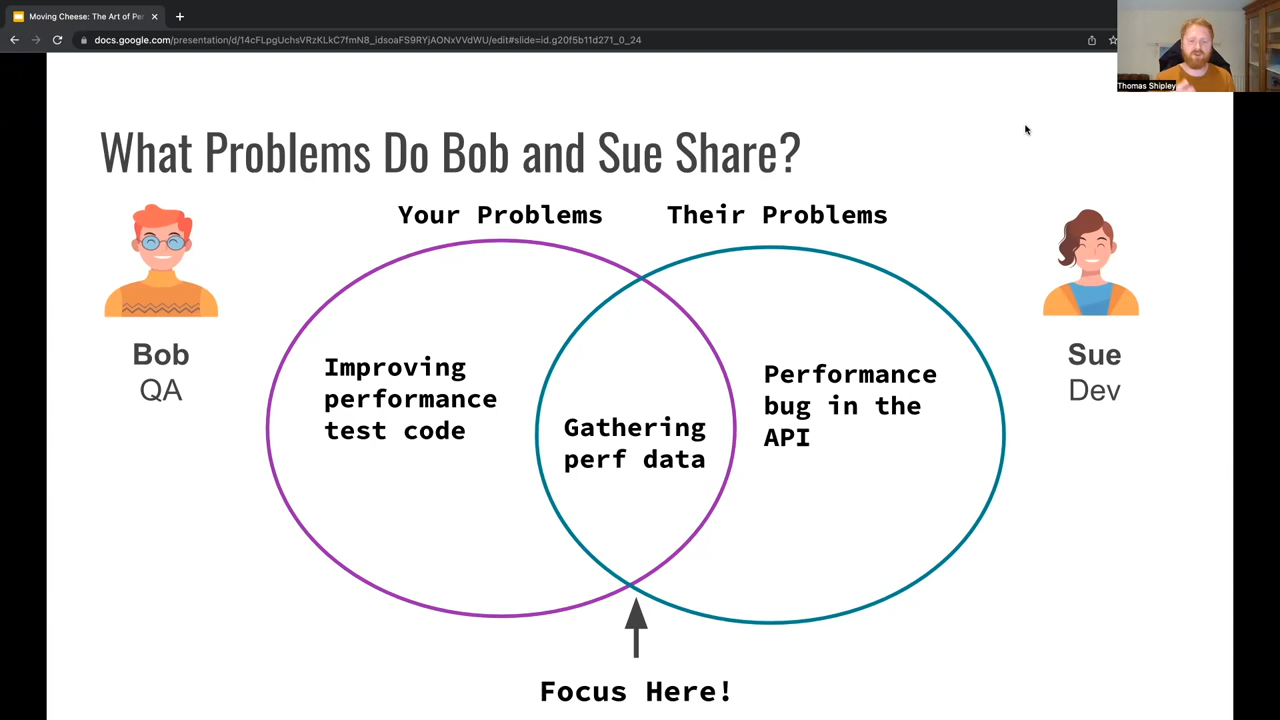 Moving Cheese: The Art of Per
docs.google.com/presentation/d/14cFLpgUchsVRzKLkC7fmN8_idsoaFS9RYjAONxVVdWU/edit#slide=id.g20f5b11d271_0_24
Thomas Shipley
What Problems Do Bob and Sue Share?
Your Problems
Their Problems
Bob
QA
Improving
performance
test code
Gathering
perf data
Performance
bug in the
API
Sue
Dev
Focus Here!